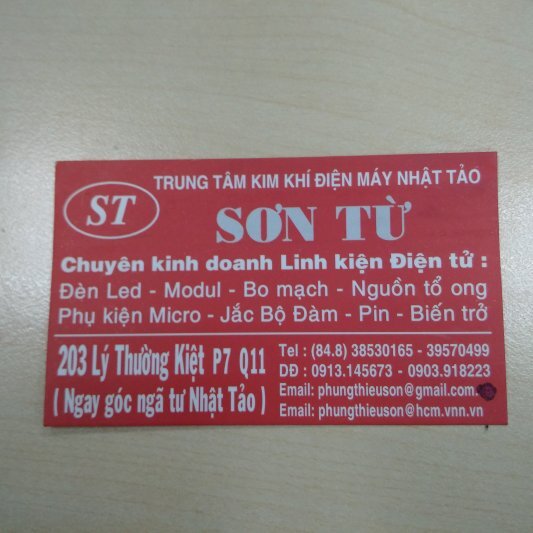 ST
TRUNG TÂM KIM KHÍ ĐIỆN MÁY NHẬT TẢO
SƠN TỪ
Chuyên kinh doanh Linh kiện Điện tử :
Đèn Led - Modul - Bo mạch - Nguồn tổ ong
Phụ kiện Micro - Jắc Bộ Đàm - Pin - Biến trở
203 Lý Thường Kiệt P7 Q11
( Ngay góc ngã tư Nhật Tảo )
Tel : (84.8) 38530165 - 39570499
DĐ : 0913.145673 - 0903.918223
Email: phungthieuson@gmail.com
Email: phungthieuson@hcm.vnn.vn